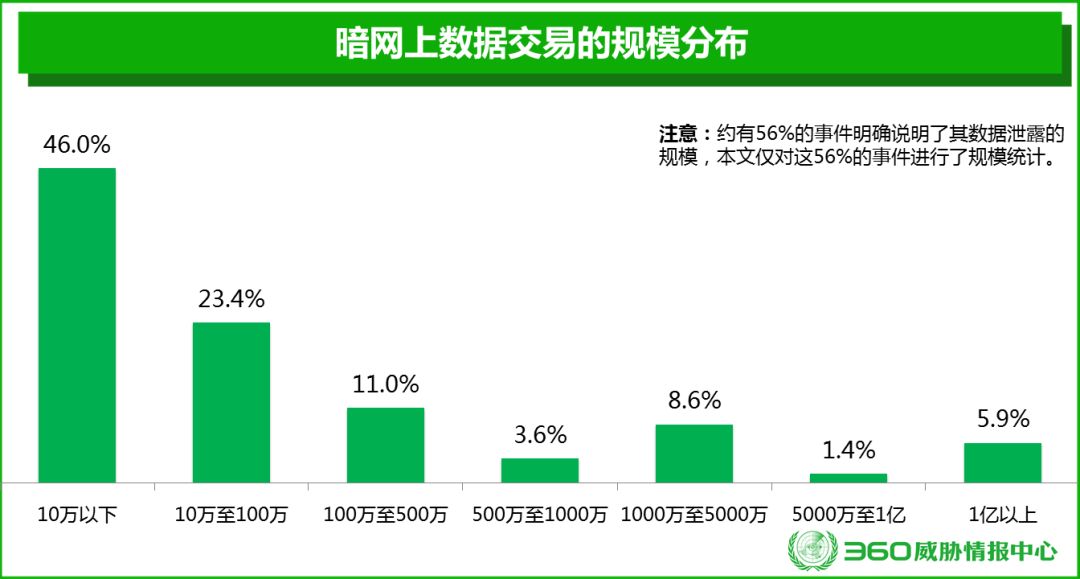 暗网上数据交易的规模分布
注意：约有56%的事件明确说明了其数据泄露的
规模，本文仅对这56%的事件进行了规模统计。
46.0%
23.4%
11.0%
3.6%
8.6%
1.4%
5.9%
10万以下
10万至100万
100万至500万
500万至1000万
1000万至5000万
5000万至1亿
1亿以上
360威胁情报中心